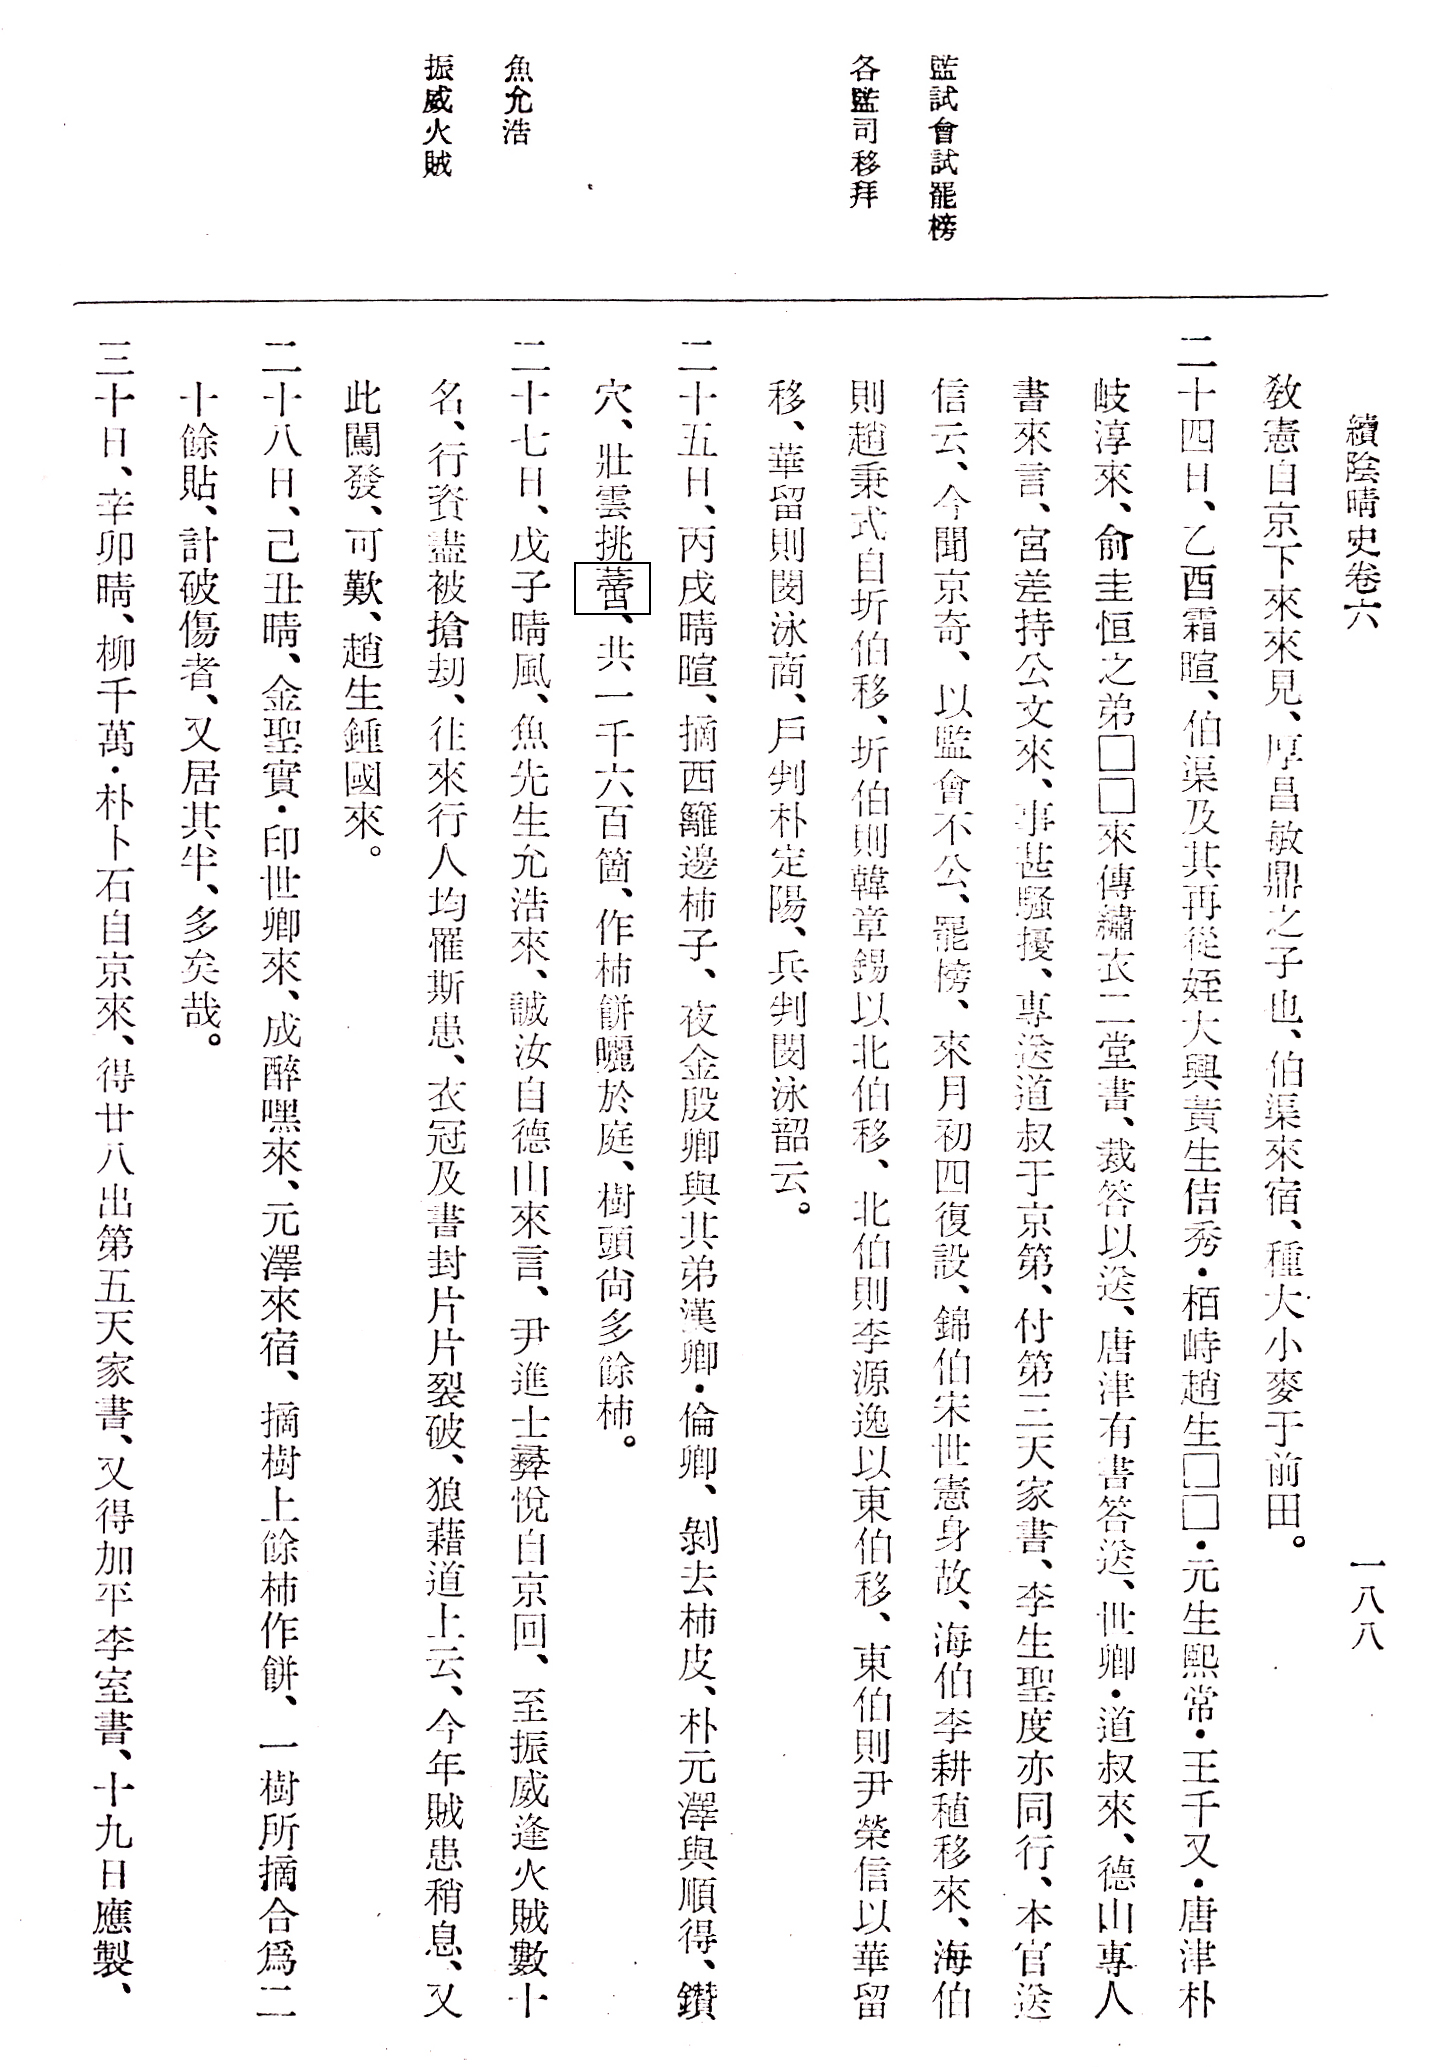 續陰晴史卷六
一八八
監試會試罷榜
各監司移拜
魚允浩
振威火賊
敎憲自京下來來見、厚昌敏鼎之子也、伯渠來宿、種大小麥于前田。
二十四日、乙酉霜暄、伯渠及其再從姪大興黃生佶秀・栢峙趙生□□・元生熙常・王千又・唐津朴
岐淳來、俞圭恒之弟□□來傳繡衣二堂書、裁答以送、唐津有書答送、世卿・道叔來、德山專人
書來言、宮差持公文來、事甚騷擾、專送道叔于京第、付第三天家書、李生聖度亦同行、本官送
信云、今聞京奇、以監會不公、罷榜、來月初四復設、錦伯宋世憲身故、海伯李耕稙移來、海伯
則趙秉式自圻伯移、圻伯則韓章錫以北伯移、北伯則李源逸以東伯移、東伯則尹榮信以華留
移、華留則閔泳商、戶判朴定陽、兵判閔泳韶云。
二十五日、丙戌晴暄、摘西籬邊柿子、夜金殷卿與其弟漢卿・倫卿、剝去柿皮、朴元澤與順得、鑽
穴、壯雲挑、共一千六百箇、作柿餅曬於庭、樹頭尙多餘柿。
二十七日、戊子晴風、魚先生允浩來、誠汝自德山來言、尹進士彛悅自京回、至振威逢火賊數十
名、行資盡被搶刼、往來行人均罹斯患、衣冠及書封片片裂破、狼藉道上云、今年賊患稍息、又
此闖發、可歎、趙生鍾國來。
二十八日、己丑晴、金聖實・印世卿來、成醉嘿來、元澤來宿、摘樹上餘柿作餅、一樹所摘合爲二
十餘貼、計破傷者、又居其半、多矣哉。
三十日、辛卯晴、柳千萬・朴卜石自京來、得廿八出第五天家書、又得加平李室書、十九日應製、